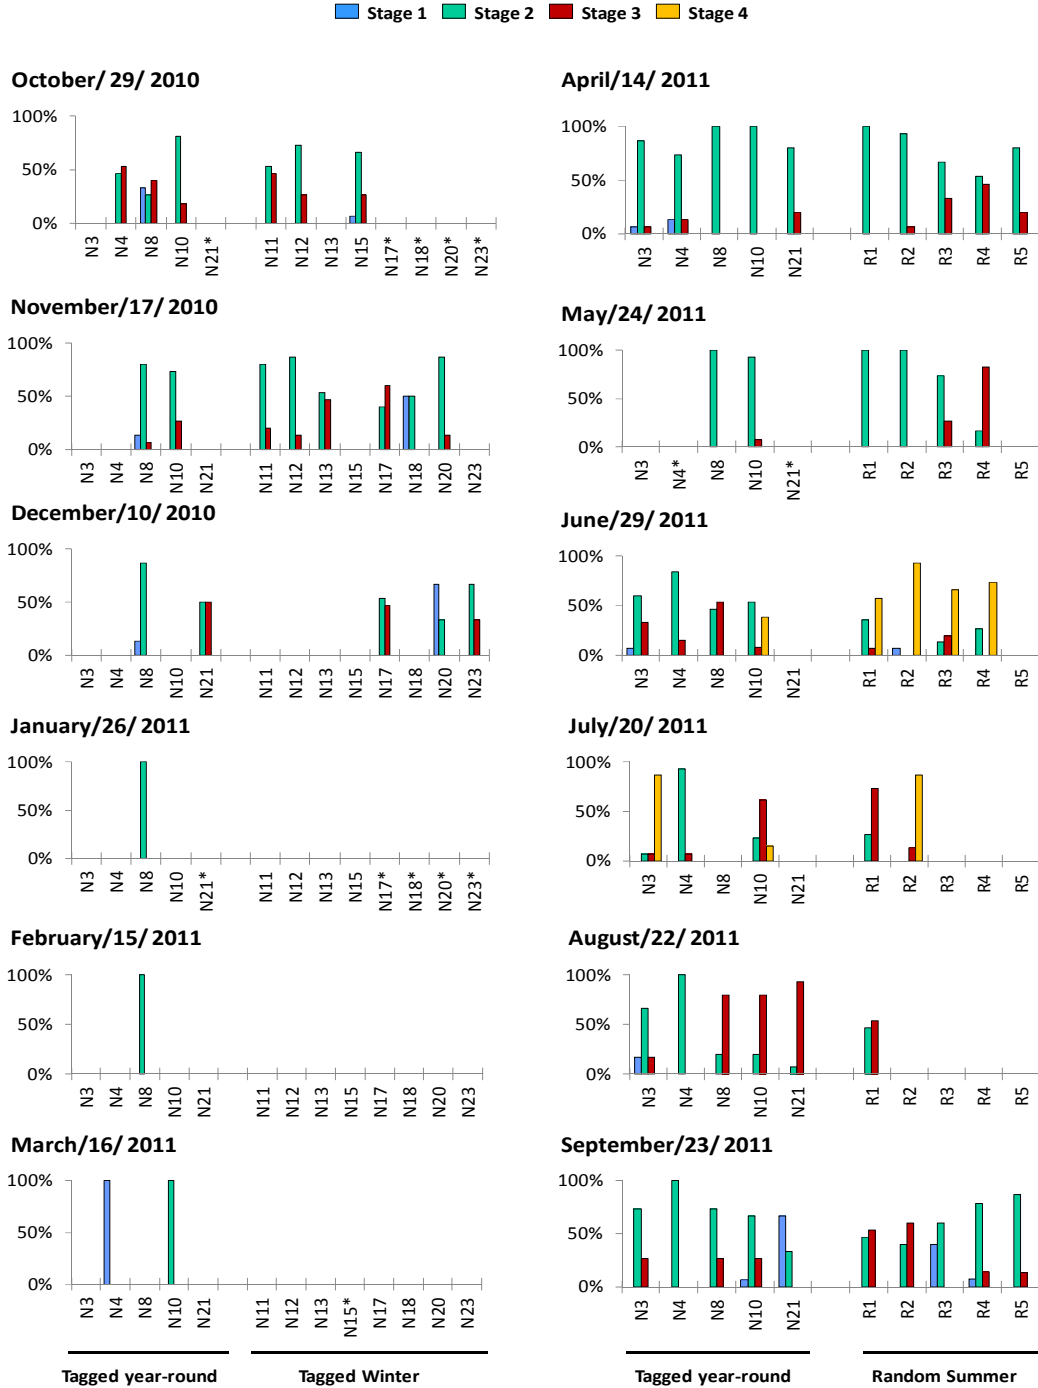 Stage 1 Stage 2 Stage 3 Stage 4
October/ 29/ 2010
100%
50%
0%
N3 N4 N8 N10 N21* N11 N12 N13 N15 N17* N18* N20* N23*
November/17/ 2010
100%
50%
0%
N3 N4 N8 N10 N21 N11 N12 N13 N15 N17 N18 N20 N23
December/10/ 2010
100%
50%
0%
N3 N4 N8 N10 N21 N11 N12 N13 N15 N17 N18 N20 N23
January/26/ 2011
100%
50%
0%
N3 N4 N8 N10 N21* N11 N12 N13 N15 N17* N18* N20* N23*
February/15/ 2011
100%
50%
0%
N3 N4 N8 N10 N21 N11 N12 N13 N15 N17 N18 N20 N23
March/16/ 2011
100%
50%
0%
N3 N4 N8 N10 N21 N11 N12 N13 N15* N17 N18 N20 N23
Tagged year-round Tagged Winter
April/14/ 2011
100%
50%
0%
N3 N4 N8 N10 N21 R1 R2 R3 R4 R5
May/24/ 2011
100%
50%
0%
N3 N4* N8 N10 N21* R1 R2 R3 R4 R5
June/29/ 2011
100%
50%
0%
N3 N4 N8 N10 N21 R1 R2 R3 R4 R5
July/20/ 2011
100%
50%
0%
N3 N4 N8 N10 N21 R1 R2 R3 R4 R5
August/22/ 2011
100%
50%
0%
N3 N4 N8 N10 N21 R1 R2 R3 R4 R5
September/23/ 2011
100%
50%
0%
N3 N4 N8 N10 N21 R1 R2 R3 R4 R5
Tagged year-round Random Summer